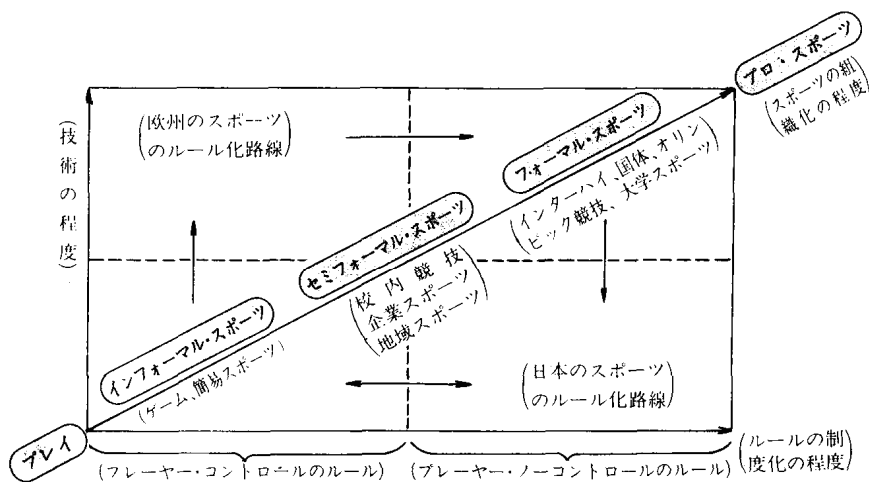 プロ・スポーツ
(スポーツの組
織化の程度)
(技術の程度)
(欧州のスポーツ
のルール化路線)
フォーマル・スポーツ
(インターハイ、国体、オリン
ピック競技、大学スポーツ)
セミフォーマル・スポーツ
(校内競技
企業スポーツ
地域スポーツ)
インフォーマル・スポーツ
(ゲーム、簡易スポーツ)
(日本のスポーツ
のルール化路線)
プレイ
(フレーヤー・コントロールのルール)
(プレーヤー・ノーコントロールのルール)
(ルールの制
度化の程度)